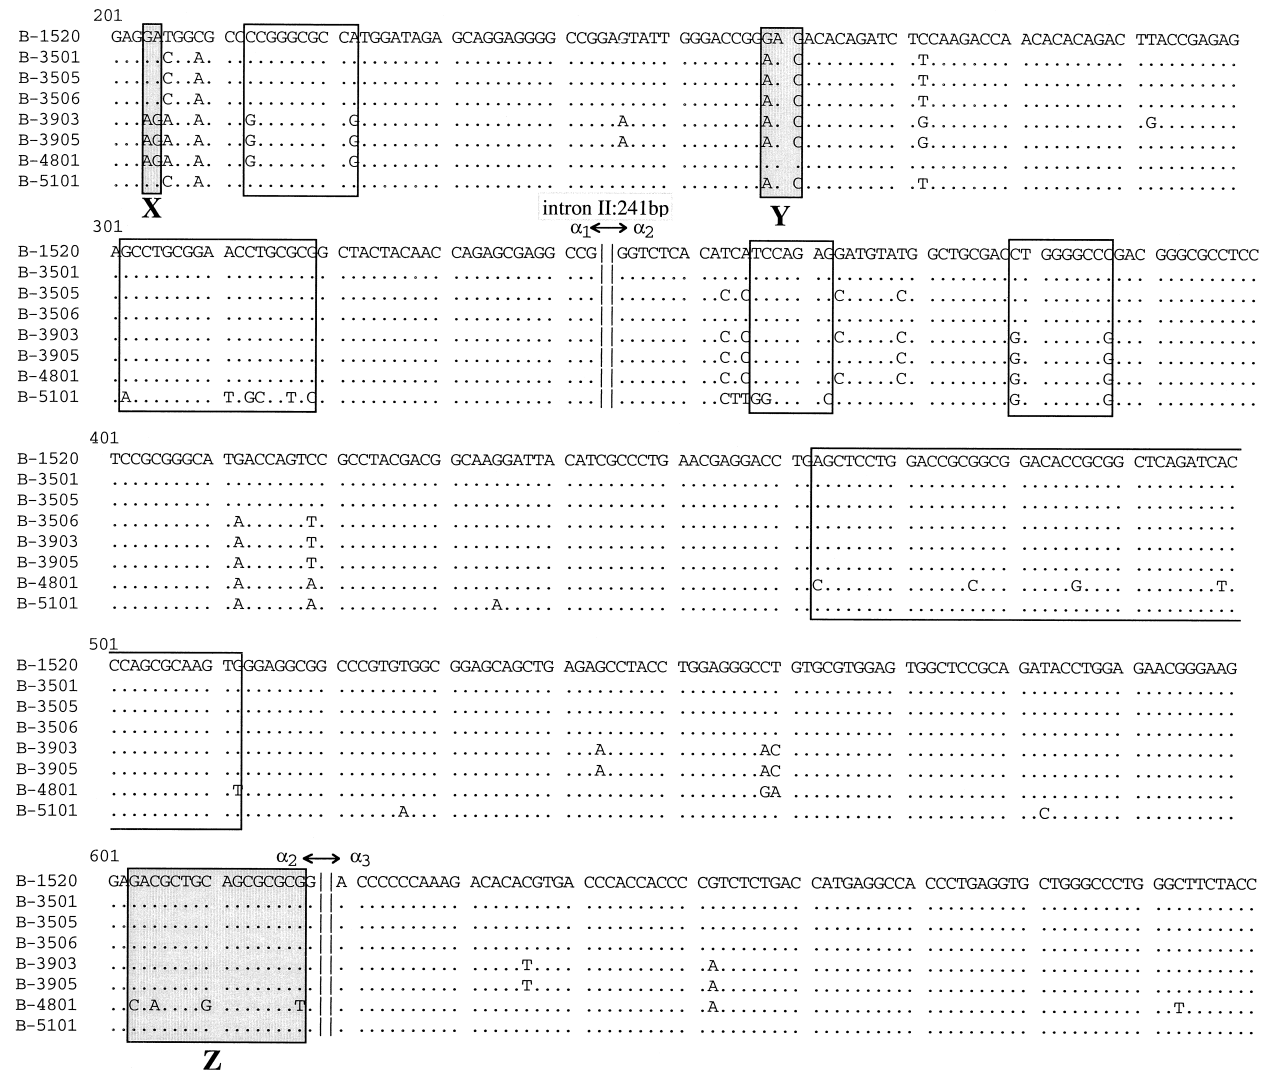 201
B-1520 GAGGATGGCG CCCCGGGCGC CATGGATAGA GCAGGAGGGG CCGGAGTATT GGGACCGGGA GACACAGATC TCCAAGACCA ACACACAGAC TTACCGAGAG
B-3501 .....C..A. .......... .......... .......... .......... ........A. C......... .T........ .......... ..........
B-3505 .....C..A. .......... .......... .......... .......... ........A. C......... .T........ .......... ..........
B-3506 .....C..A. .......... .......... .......... .......... ........A. C......... .T........ .......... ..........
B-3903 ...AGA..A. ..G....... .G........ .......... .....A.... ........A. C......... .G........ .......... .G........
B-3905 ...AGA..A. ..G....... .G........ .......... .....A.... ........A. C......... .G........ .......... ..........
B-4801 ...AGA..A. ..G....... .G........ .......... .......... .......... .......... .......... .......... ..........
B-5101 .....C..A. .......... .......... .......... .......... ........A. C......... .T........ .......... ..........
X
Y
intron II:241bp
α1 ↔ α2
301
B-1520 AGCCTGCGGA ACCTGCGCGG CTACTACAAC CAGAGCGAGG CCG || GGTCTCA CATCATCCAG AGGATGTATG GCTGCGACCT GGGGCCCGAC GGGCGCCTCC
B-3501 .......... .......... .......... .......... ... || ....... .......... .......... .......... .......... ..........
B-3505 .......... .......... .......... .......... ... || ....... ...C.C.... ..C.....C. .......... .......... ..........
B-3506 .......... .......... .......... .......... ... || ....... .......... .......... .......... .......... ..........
B-3903 .......... .......... .......... .......... ... || ....... ...C.C.... ..C.....C. ........G. ......G... ..........
B-3905 .......... .......... .......... .......... ... || ....... ...C.C.... ........C. ........G. ......G... ..........
B-4801 .......... .......... .......... .......... ... || ....... ...C.C.... ..C.....C. ........G. ......G... ..........
B-5101 .A........ T.GC..T.C. .......... .......... ... || ....... ...CTTGG.. .C........ ........G. ......G... ..........
401
B-1520 TCCGCGGGCA TGACCAGTCC GCCTACGACG GCAAGGATTA CATCGCCCTG AACGAGGACC TGAGCTCCTG GACCGCGGCG GACACCGCGG CTCAGATCAC
B-3501 .......... .......... .......... .......... .......... .......... .......... .......... .......... ..........
B-3505 .......... .......... .......... .......... .......... .......... .......... .......... .......... ..........
B-3506 .......... .A......T. .......... .......... .......... .......... .......... .......... .......... ..........
B-3903 .......... .A......T. .......... .......... .......... .......... .......... .......... .......... ..........
B-3905 .......... .A......T. .......... .......... .......... .......... .......... .......... .......... ..........
B-4801 .......... .A......A. .......... .......... .......... .......... ..C....... ......C... .....G.... ........T.
B-5101 .......... .A......A. .......... ....A..... .......... .......... .......... .......... .......... ..........
501
B-1520 CCAGCGCAAG TGGGAGGCGG CCCGTGTGGC GGAGCAGCTG AGAGCCTACC TGGAGGGCCT GTGCGTGGAG TGGCTCCGCA GATACCTGGA GAACGGGAAG
B-3501 .......... .......... .......... .......... .......... .......... .......... .......... .......... ..........
B-3505 .......... .......... .......... .......... .......... .......... .......... .......... .......... ..........
B-3506 .......... .......... .......... .......... .......... .......... .......... .......... .......... ..........
B-3903 .......... .......... .......... .......... ...A...... ........AC .......... .......... .......... ..........
B-3905 .......... .......... .......... .......... ...A...... ........AC .......... .......... .......... ..........
B-4801 .......... .T........ .......... .......... .......... ........GA .......... .......... .......... ..........
B-5101 .......... .......... ......A... .......... .......... .......... .......... .......... ..C....... ..........
601
α2 ↔ α3
B-1520 GAGACGCTGC AGCGCGCGG || A CCCCCCAAAG ACACACGTGA CCCACCACCC CGTCTCTGAC CATGAGGCCA CCCTGAGGTG CTGGGCCCTG GGCTTCTACC
B-3501 .......... ......... || . .......... .......... .......... .......... .......... .......... .......... ..........
B-3505 .......... ......... || . .......... .......... .......... .......... .......... .......... .......... ..........
B-3506 .......... ......... || . .......... .......... .......... .......... .......... .......... .......... ..........
B-3903 .......... ......... || . .......... .....T.... .......... ..A....... .......... .......... .......... ..........
B-3905 .......... ......... || . .......... .....T.... .......... ..A....... .......... .......... .......... ..........
B-4801 ..C.A....G .......T. || . .......... .......... .......... ..A....... .......... .......... .......... ..T.......
B-5101 .......... ......... || . .......... .......... .......... .......... .......... .......... .......... ..........
Z